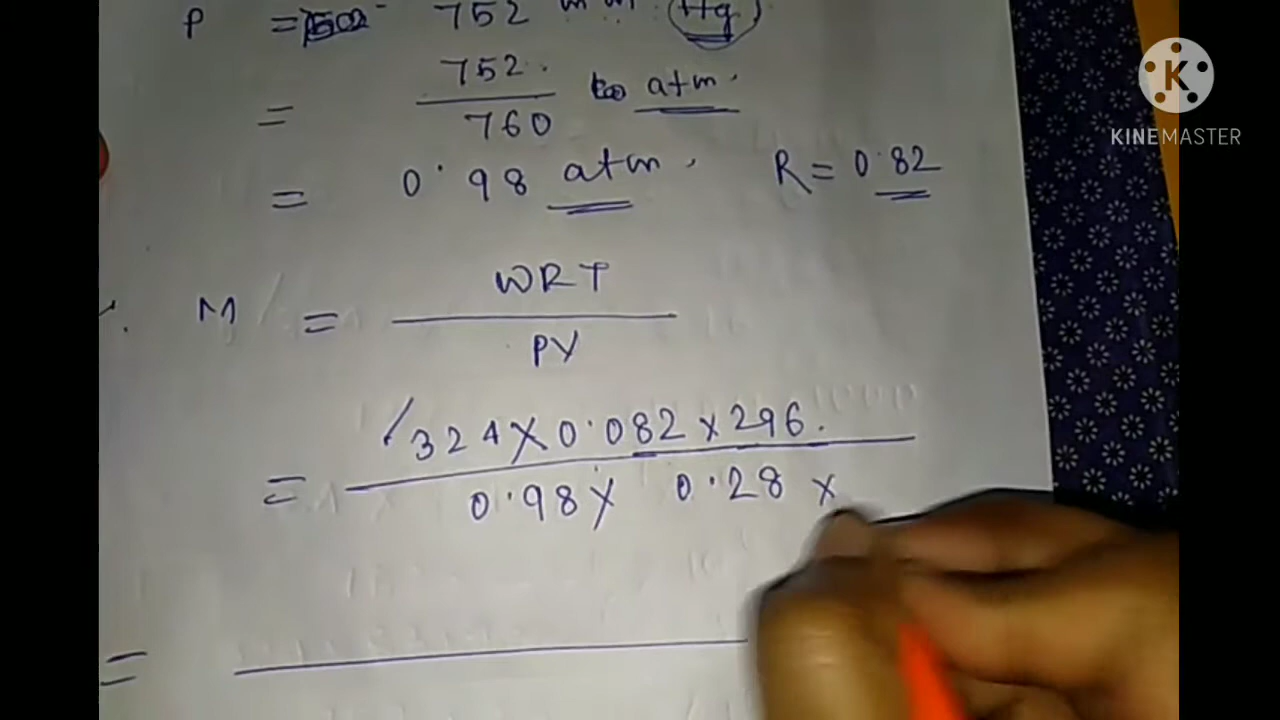 P = 752 mm Hg
= 752 / 760 to atm.
= 0.98 atm. R = 0.82
M = WRT / PV
= 324 X 0.082 X 296. / 0.98 X 0.28 X
=
K
KINEMASTER